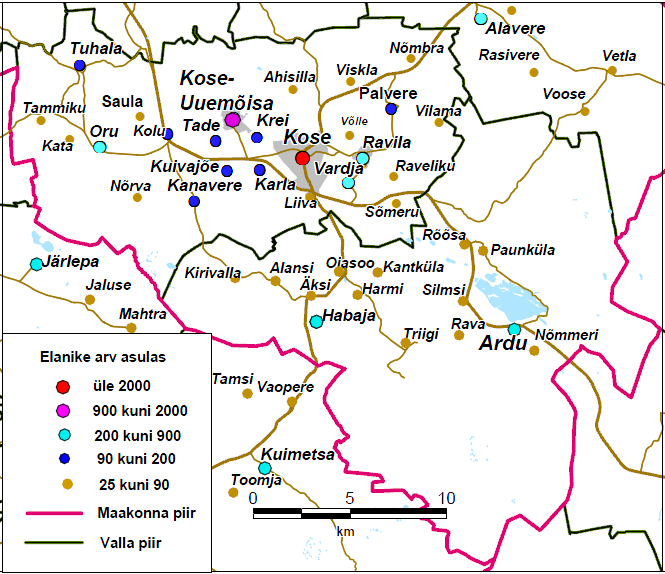 Alavere
Tuhala
Nõmbra
Rasivere
Vetla
Kose-
Uuemõisa
Ahisilla
Viskla
Palvere
Voose
Saula
Tammiku
Vilama
Krei
Võlle
Tade
Kose
Oru
Kolu
Ravila
Kata
Kuivajõe
Vardja
Raveliku
Kanavere
Karla
Nõrva
Liiva
Sõmeru
Rõõsa
Paunküla
Järlepa
Ojasoo
Kirivalla
Alansi
Kantküla
Jaluse
Äksi
Harmi
Silmsi
Mahtra
Habaja
Triigi
Rava
Ardu
Nõmmeri
Tamsi
Vaopere
Kuimetsa
Toomja
Elanike arv asulas
üle 2000
900 kuni 2000
200 kuni 900
90 kuni 200
25 kuni 90
Maakonna piir
Valla piir
0 5 10
km